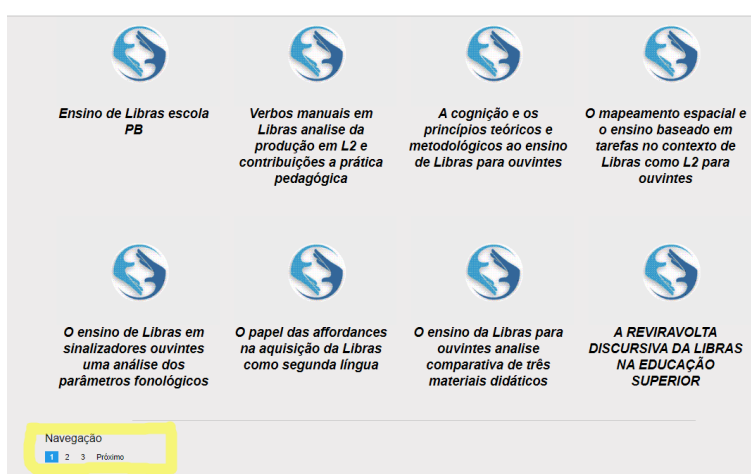 Ensino de Libras escola
PB
Verbos manuais em
Libras analise da
produção em L2 e
contribuições a prática
pedagógica
A cognição e os
princípios teóricos e
metodológicos ao ensino
de Libras para ouvintes
O mapeamento espacial e
o ensino baseado em
tarefas no contexto de
Libras como L2 para
ouvintes
O ensino de Libras em
sinalizadores ouvintes
uma análise dos
parâmetros fonológicos
O papel das affordances
na aquisição da Libras
como segunda língua
O ensino da Libras para
ouvintes analise
comparativa de três
materiais didáticos
A REVIRAVOLTA
DISCURSIVA DA LIBRAS
NA EDUCAÇÃO
SUPERIOR
Navegação
1 2 3 Próximo